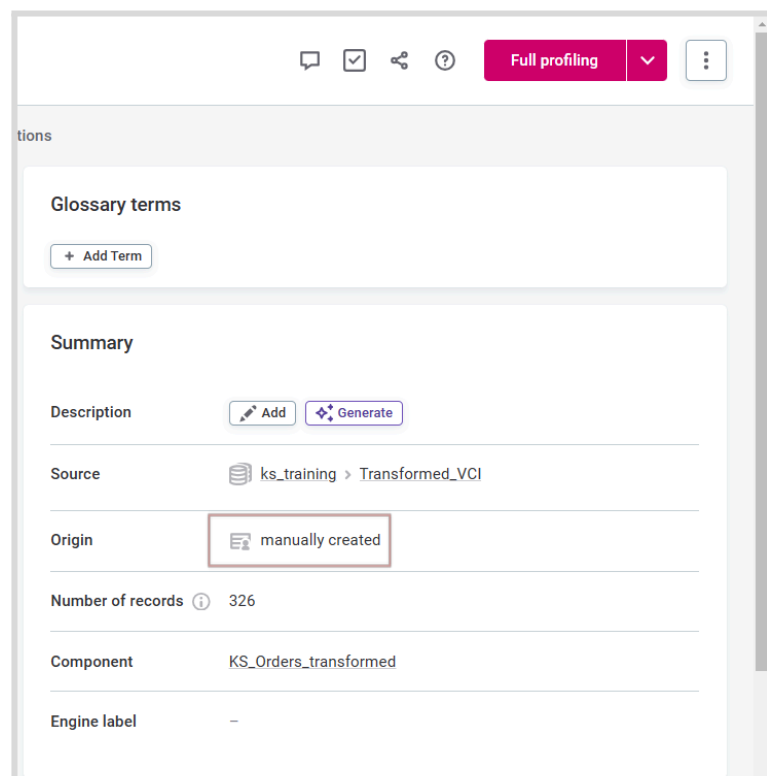 Full profiling
tions
Glossary terms
+ Add Term
Summary
Description Add Generate
Source ks_training > Transformed_VCI
Origin manually created
Number of records 326
Component KS_Orders_transformed
Engine label –